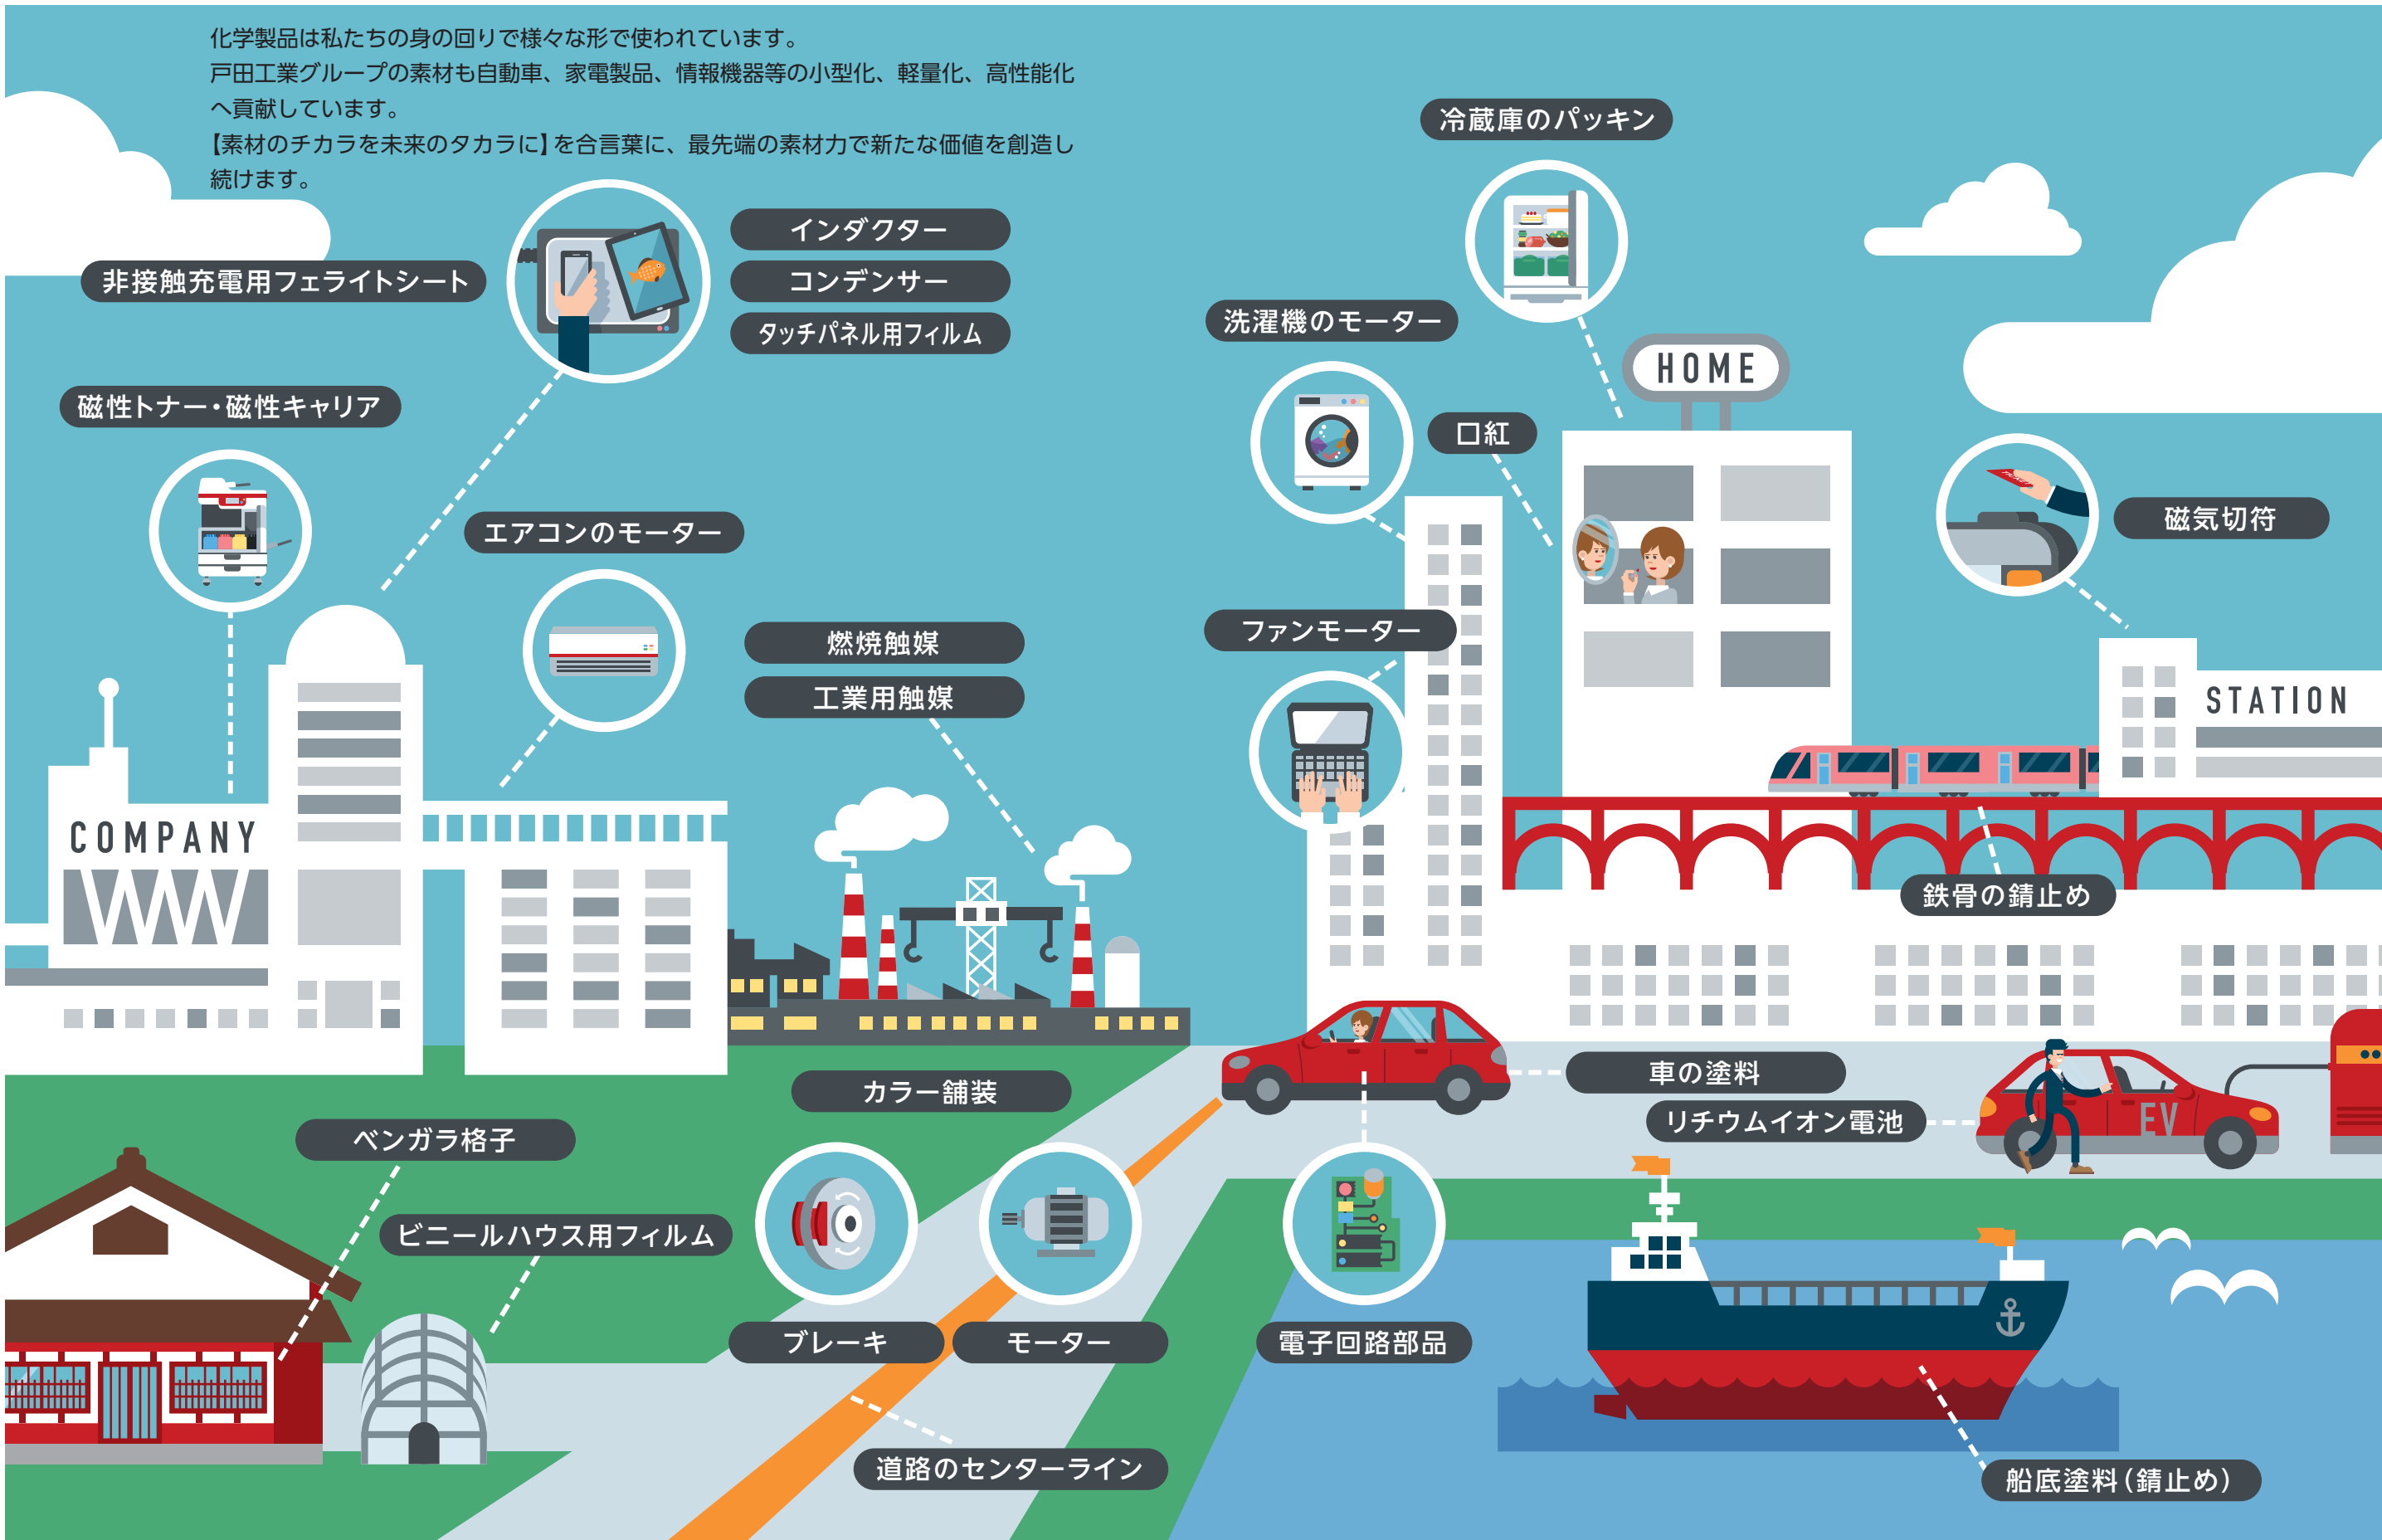 化学製品は私たちの身の回りで様々な形で使われています。
戸田工業グループの素材も自動車、家電製品、情報機器等の小型化、軽量化、高性能化
へ貢献しています。
【素材のチカラを未来のタカラに】を合言葉に、最先端の素材力で新たな価値を創造し
続けます。
非接触充電用フェライトシート
インダクター
コンデンサー
タッチパネル用フィルム
磁性トナー・磁性キャリア
エアコンのモーター
燃焼触媒
工業用触媒
COMPANY
冷蔵庫のパッキン
洗濯機のモーター
HOME
口紅
磁気切符
ファンモーター
STATION
鉄骨の錆止め
カラー舗装
車の塗料
リチウムイオン電池
EV
ベンガラ格子
ビニールハウス用フィルム
ブレーキ
モーター
電子回路部品
道路のセンターライン
船底塗料（錆止め）